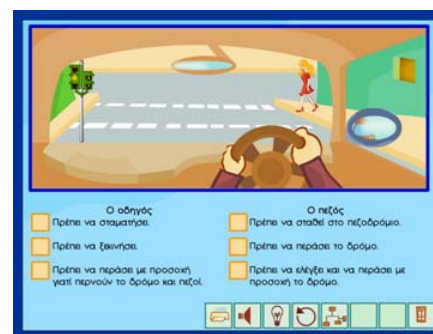 Ο οδηγός
Πρέπει να σταματήσει.
Πρέπει να ξεκινήσει.
Πρέπει να περάσει με προσοχή
γιατί περνούν το δρόμο και πεζοί.
Ο πεζός
Πρέπει να σταθεί στο πεζοδρόμιο.
Πρέπει να περάσει το δρόμο.
Πρέπει να ελέγξει και να περάσει με
προσοχή το δρόμο.